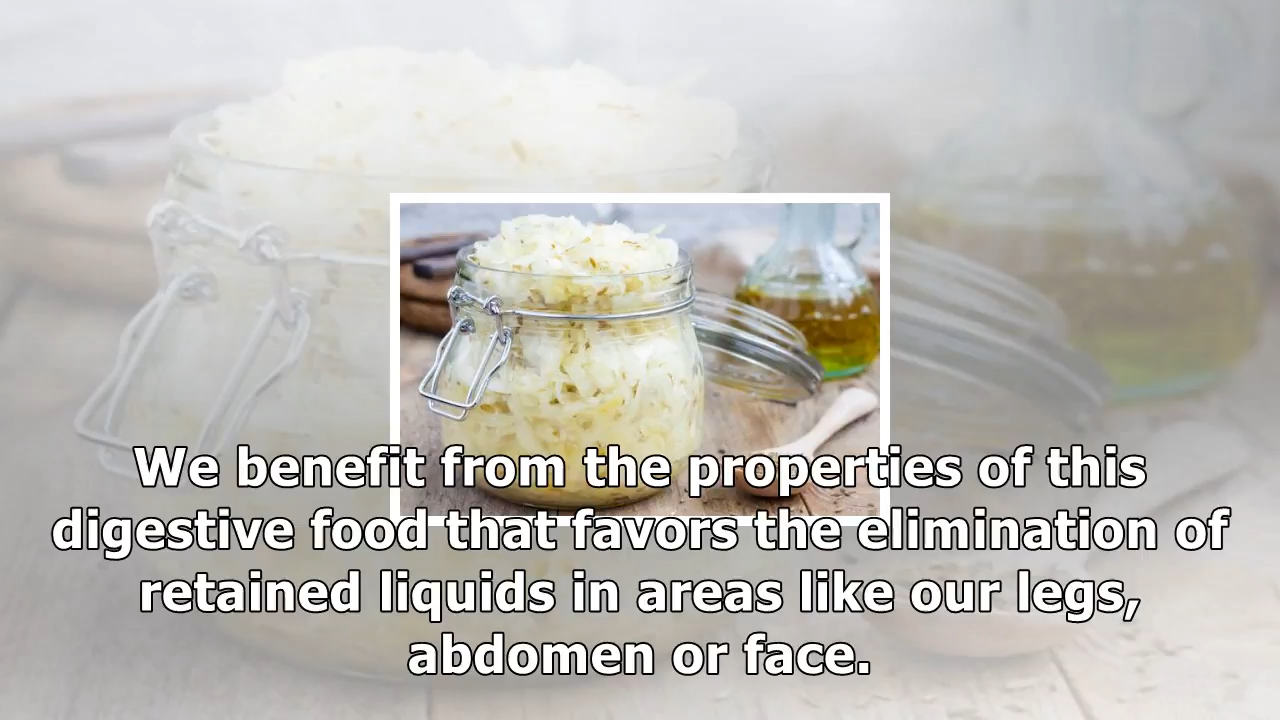 We benefit from the properties of this
digestive food that favors the elimination of
retained liquids in areas like our legs,
abdomen or face.